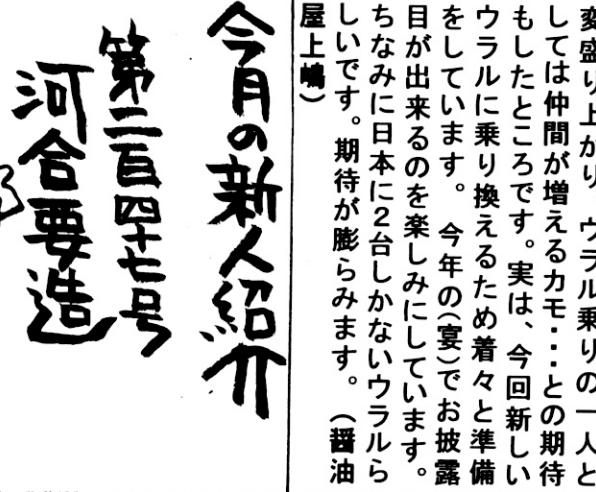 変盛り上がり、ウラル乗りの一人と
しては仲間が増えるカモ・・との期待
もしたところです。実は、今回新しい
ウラルに乗り換えるため着々と準備
をしています。今年の(宴)でお披露
目が出来るのを楽しみにしています。
ちなみに日本に2台しかないウラルら
しいです。期待が膨らみます。(醤油
屋上嶋)
今月の新人紹介
第二百四十七号
河合要造